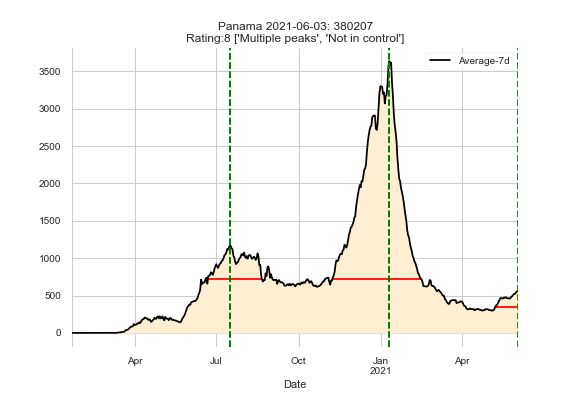 Panama 2021-06-03: 380207
Rating:8 ['Multiple peaks', 'Not in control']
Average-7d
3500
3000
2500
2000
1500
1000
500
0
Apr Jul Oct Jan Apr
2021
Date